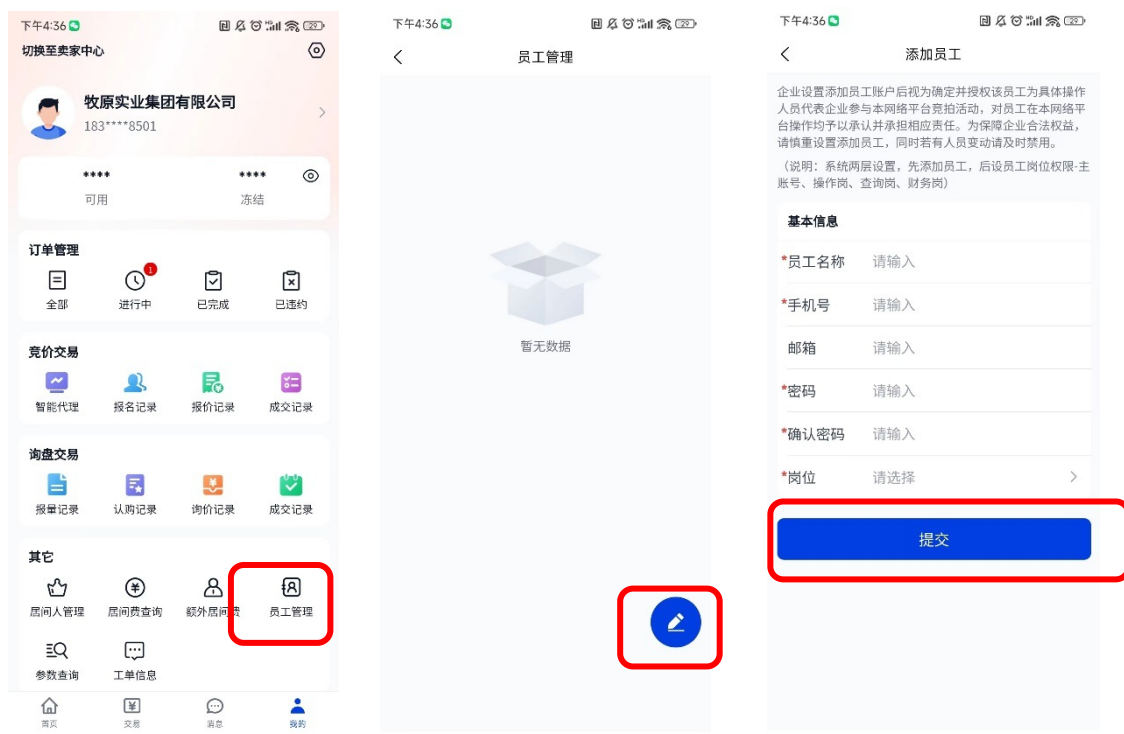 下午4:36
29
切换至卖家中心
牧原实业集团有限公司
183****8501
**** ****
可用 冻结
订单管理
1
全部 进行中 已完成 已违约
竞价交易
智能代理 报名记录 报价记录 成交记录
询盘交易
报量记录 认购记录 询价记录 成交记录
其它
居间人管理 居间费查询 额外居间费 员工管理
参数查询 工单信息
首页 交易 消息 我的
下午4:36
29
员工管理
暂无数据
下午4:36
29
添加员工
企业设置添加员工账户后视为确定并授权该员工为具体操作
人员代表企业参与本网络平台竞拍活动，对员工在本网络平
台操作均予以承认并承担相应责任。为保障企业合法权益，
请慎重设置添加员工，同时若有人员变动请及时禁用。
（说明：系统两层设置，先添加员工，后设员工岗位权限-主
账号、操作岗、查询岗、财务岗）
基本信息
*员工名称 请输入
*手机号 请输入
邮箱 请输入
*密码 请输入
*确认密码 请输入
*岗位 请选择
提交